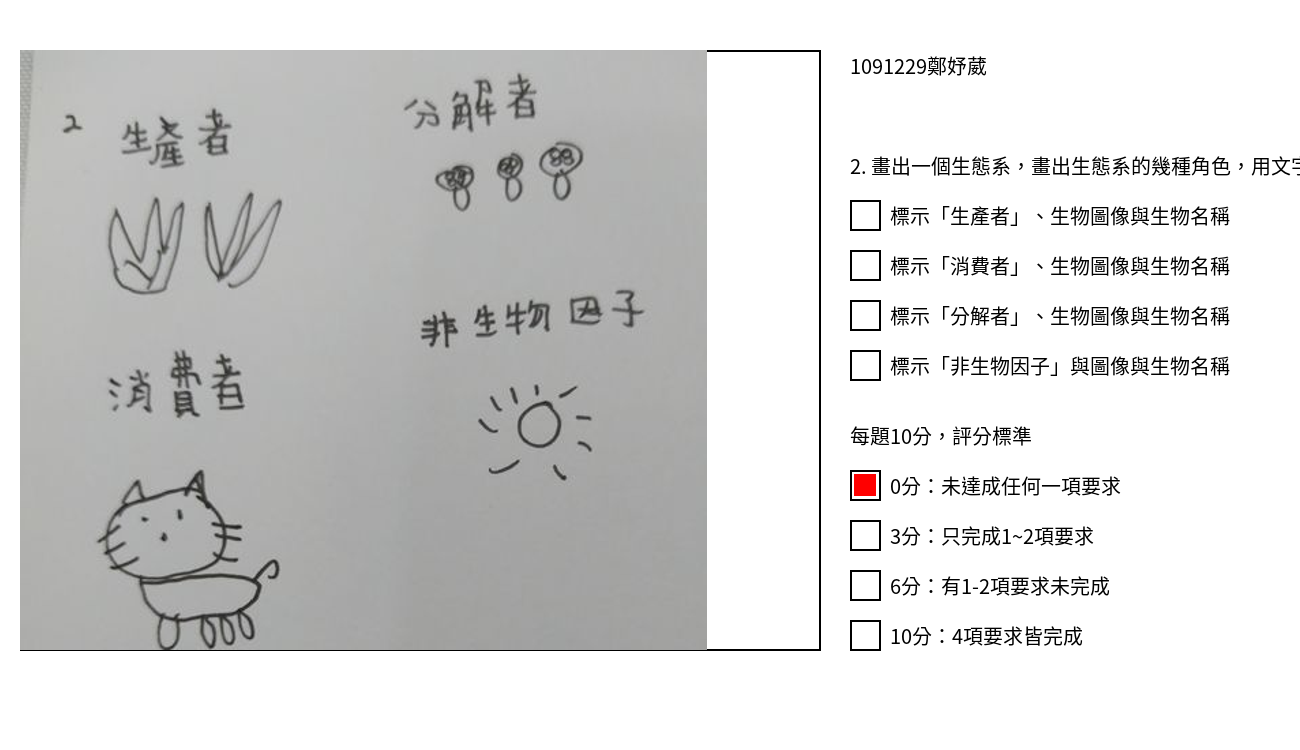 2 生產者
分解者
非生物因子
消費者
1091229鄭妤葳
2. 畫出一個生態系，畫出生態系的幾種角色，用文字
標示「生產者」、生物圖像與生物名稱
標示「消費者」、生物圖像與生物名稱
標示「分解者」、生物圖像與生物名稱
標示「非生物因子」與圖像與生物名稱
每題10分，評分標準
0分：未達成任何一項要求
3分：只完成1~2項要求
6分：有1-2項要求未完成
10分：4項要求皆完成